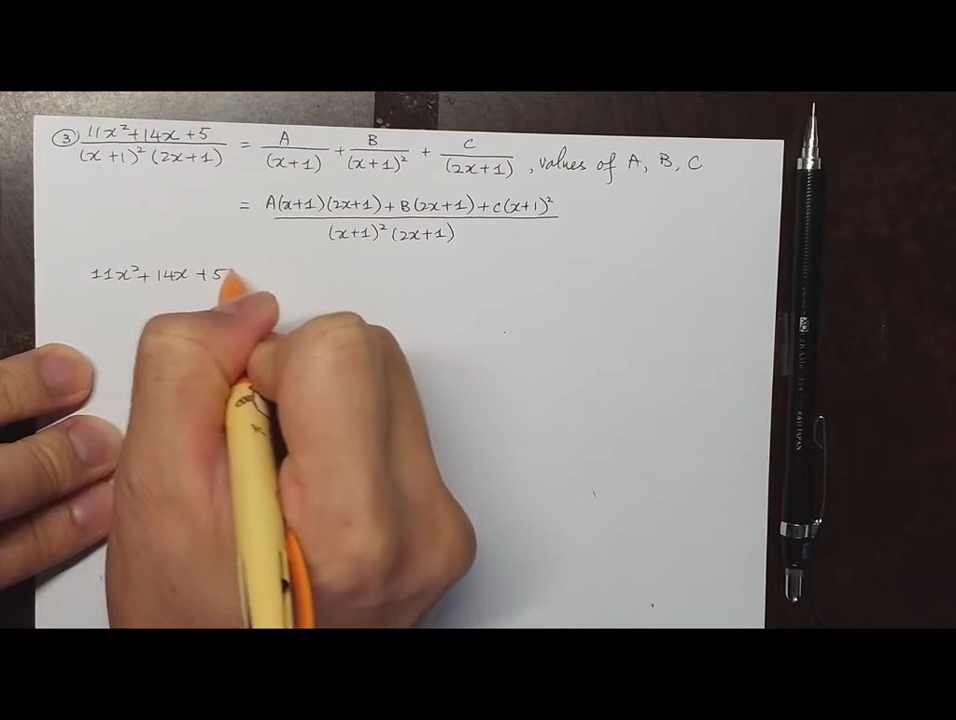 ③ 11x²+14x+5/(x+1)²(2x+1) = A/(x+1) + B/(x+1)² + C/(2x+1) , values of A, B, C
= A(x+1)(2x+1)+B(2x+1)+C(x+1)²/(x+1)²(2x+1)
11x²+14x+5